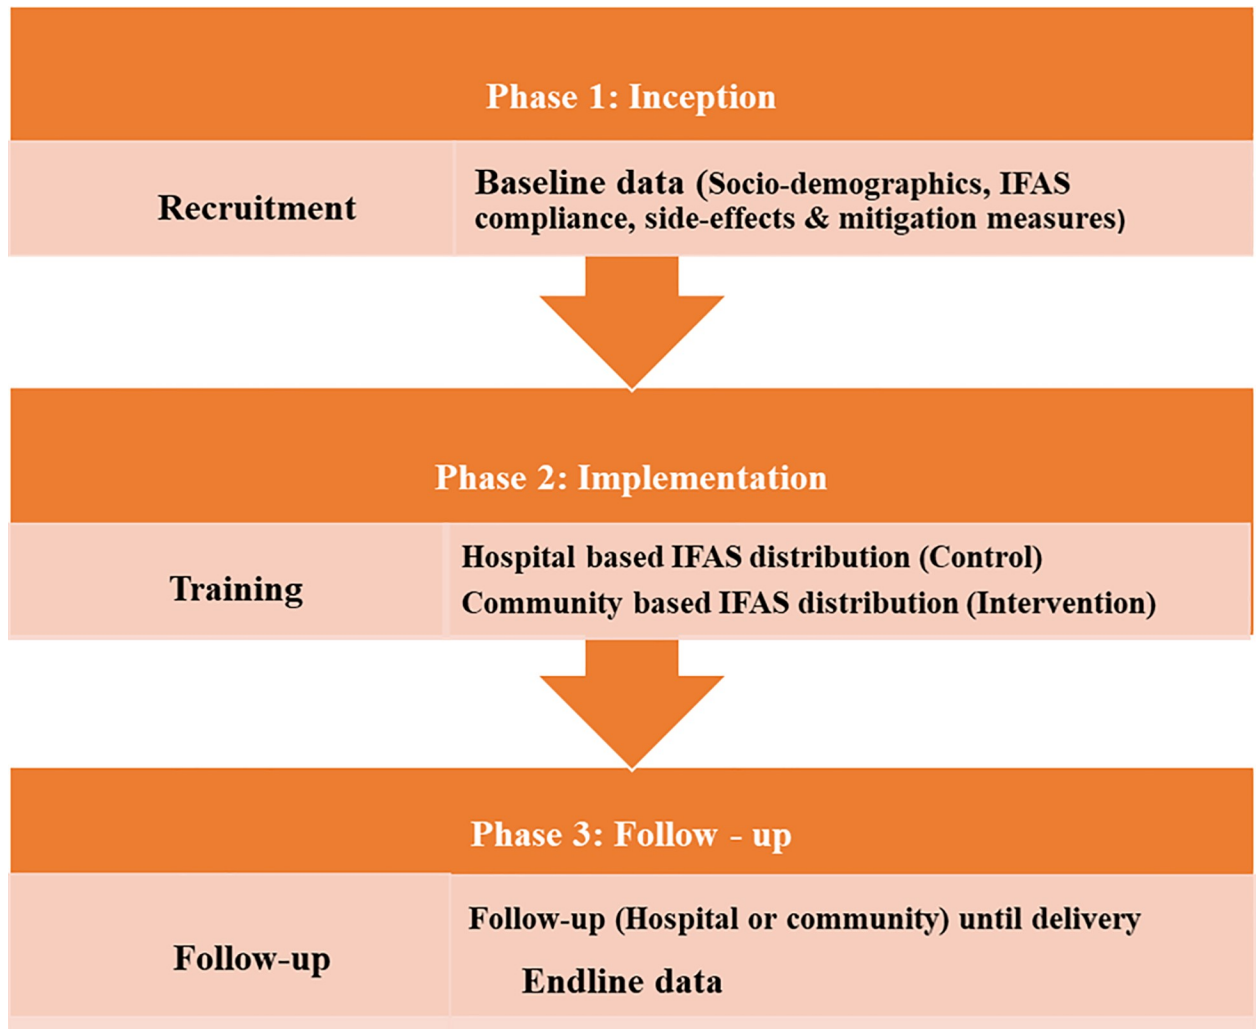 Phase 1: Inception
Recruitment
Baseline data (Socio-demographics, IFAS
compliance, side-effects & mitigation measures)
Phase 2: Implementation
Training
Hospital based IFAS distribution (Control)
Community based IFAS distribution (Intervention)
Phase 3: Follow - up
Follow-up
Follow-up (Hospital or community) until delivery
Endline data